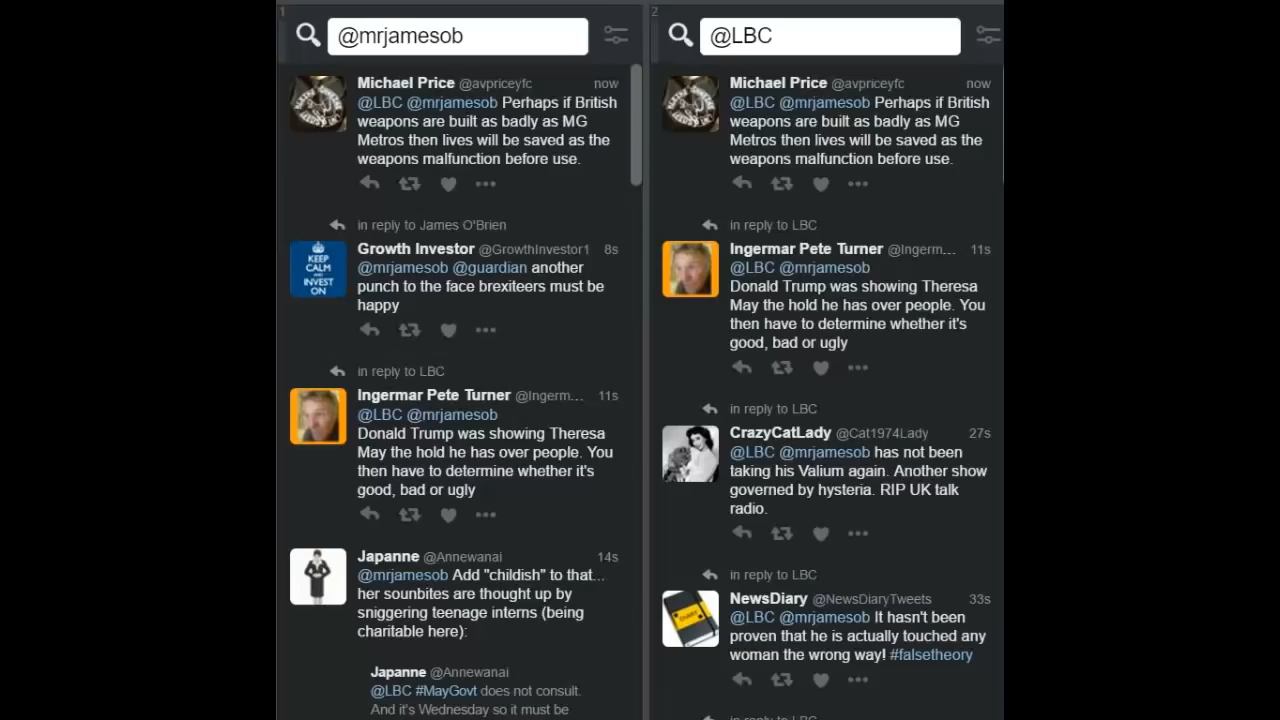 1
@mrjamesob
Michael Price @avpriceyfc now
@LBC @mrjamesob Perhaps if British
weapons are built as badly as MG
Metros then lives will be saved as the
weapons malfunction before use.
in reply to James O'Brien
KEEP
CALM
AND
INVEST
ON
Growth Investor @GrowthInvestor1 8s
@mrjamesob @guardian another
punch to the face brexiteers must be
happy
in reply to LBC
Ingermar Pete Turner @Ingerm... 11s
@LBC @mrjamesob
Donald Trump was showing Theresa
May the hold he has over people. You
then have to determine whether it's
good, bad or ugly
Japanne @Annewanai 14s
@mrjamesob Add "childish" to that...
her sounbites are thought up by
sniggering teenage interns (being
charitable here):
Japanne @Annewanai
@LBC #MayGovt does not consult.
And it's Wednesday so it must be
2
@LBC
Michael Price @avpriceyfc now
@LBC @mrjamesob Perhaps if British
weapons are built as badly as MG
Metros then lives will be saved as the
weapons malfunction before use.
in reply to LBC
Ingermar Pete Turner @Ingerm... 11s
@LBC @mrjamesob
Donald Trump was showing Theresa
May the hold he has over people. You
then have to determine whether it's
good, bad or ugly
in reply to LBC
CrazyCatLady @Cat1974Lady 27s
@LBC @mrjamesob has not been
taking his Valium again. Another show
governed by hysteria. RIP UK talk
radio.
in reply to LBC
DIARY
NewsDiary @NewsDiaryTweets 33s
@LBC @mrjamesob It hasn't been
proven that he is actually touched any
woman the wrong way! #falsetheory
in reply to LBC